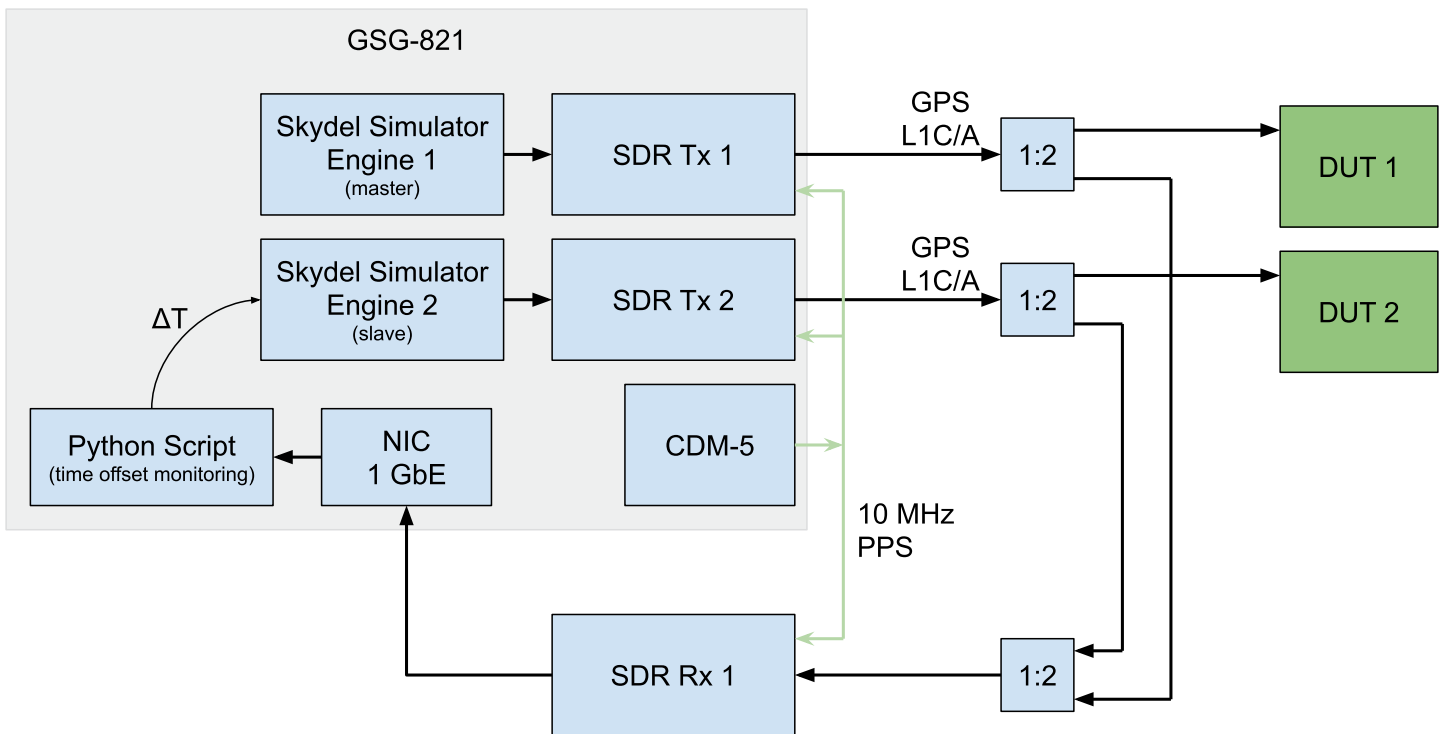 GSG-821
Skydel Simulator
Engine 1
(master)
SDR Tx 1
GPS
L1C/A
1:2
DUT 1
Skydel Simulator
Engine 2
(slave)
SDR Tx 2
GPS
L1C/A
1:2
DUT 2
ΔT
Python Script
(time offset monitoring)
NIC
1 GbE
CDM-5
10 MHz
PPS
SDR Rx 1
1:2